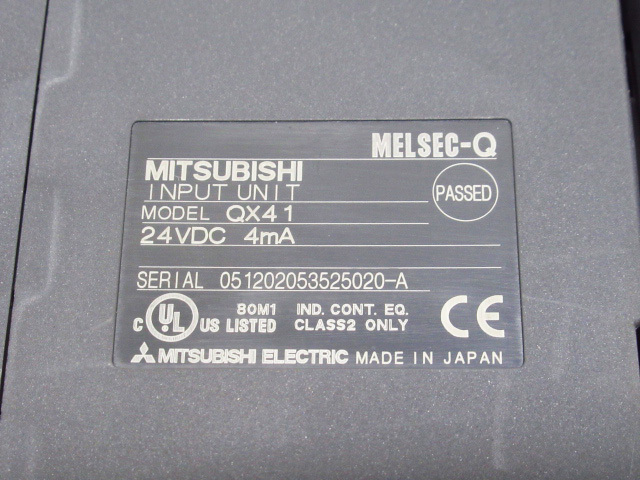 MELSEC-Q
MITSUBISHI
INPUT UNIT
PASSED
MODEL QX41
24VDC 4mA
SERIAL 051202053525020-A
C UL US LISTED
80M1 IND. CONT. EQ.
CLASS2 ONLY
CE
MITSUBISHI ELECTRIC MADE IN JAPAN